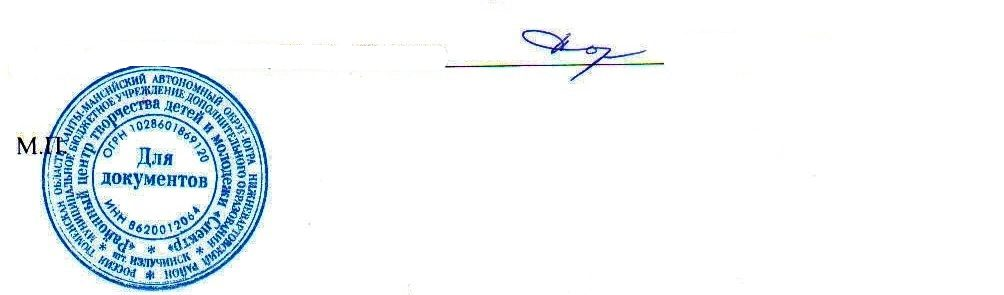 М.П.
РОССИЯ ТЮМЕНСКАЯ ОБЛАСТЬ ХАНТЫ-МАНСИЙСКИЙ АВТОНОМНЫЙ ОКРУГ-ЮГРА НИЖНЕВАРТОВСКИЙ РАЙОН *
МУНИЦИПАЛЬНОЕ БЮДЖЕТНОЕ УЧРЕЖДЕНИЕ ДОПОЛНИТЕЛЬНОГО ОБРАЗОВАНИЯ * пгт. ИЗЛУЧИНСК *
«Районный центр творчества детей и молодежи «Спектр» *
ОГРН 1028601869120
Для
документов
ИНН 8620012064